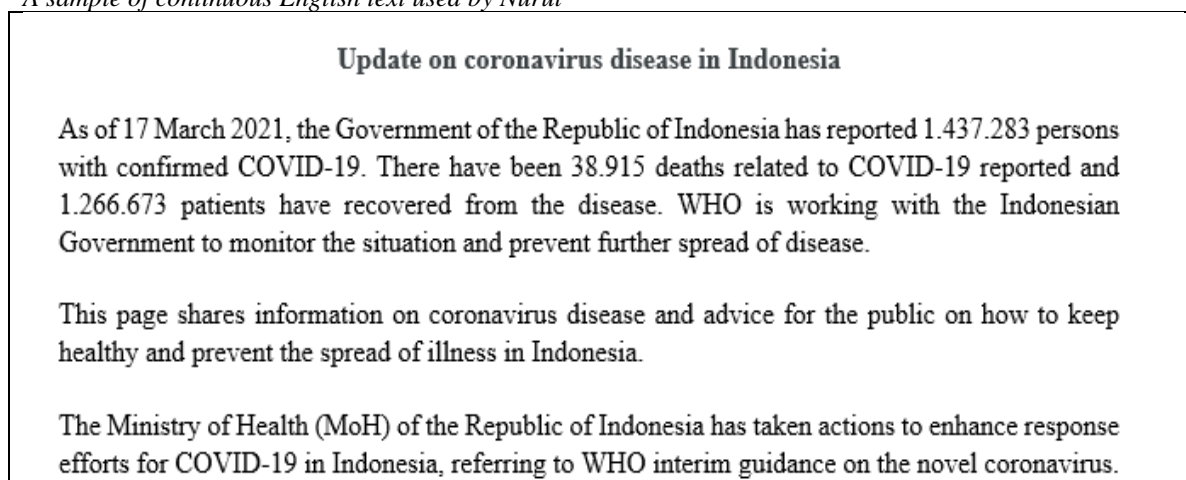 A sample of continuous English text used by Nurul
Update on coronavirus disease in Indonesia
As of 17 March 2021, the Government of the Republic of Indonesia has reported 1.437.283 persons
with confirmed COVID-19. There have been 38.915 deaths related to COVID-19 reported and
1.266.673 patients have recovered from the disease. WHO is working with the Indonesian
Government to monitor the situation and prevent further spread of disease.
This page shares information on coronavirus disease and advice for the public on how to keep
healthy and prevent the spread of illness in Indonesia.
The Ministry of Health (MoH) of the Republic of Indonesia has taken actions to enhance response
efforts for COVID-19 in Indonesia, referring to WHO interim guidance on the novel coronavirus.